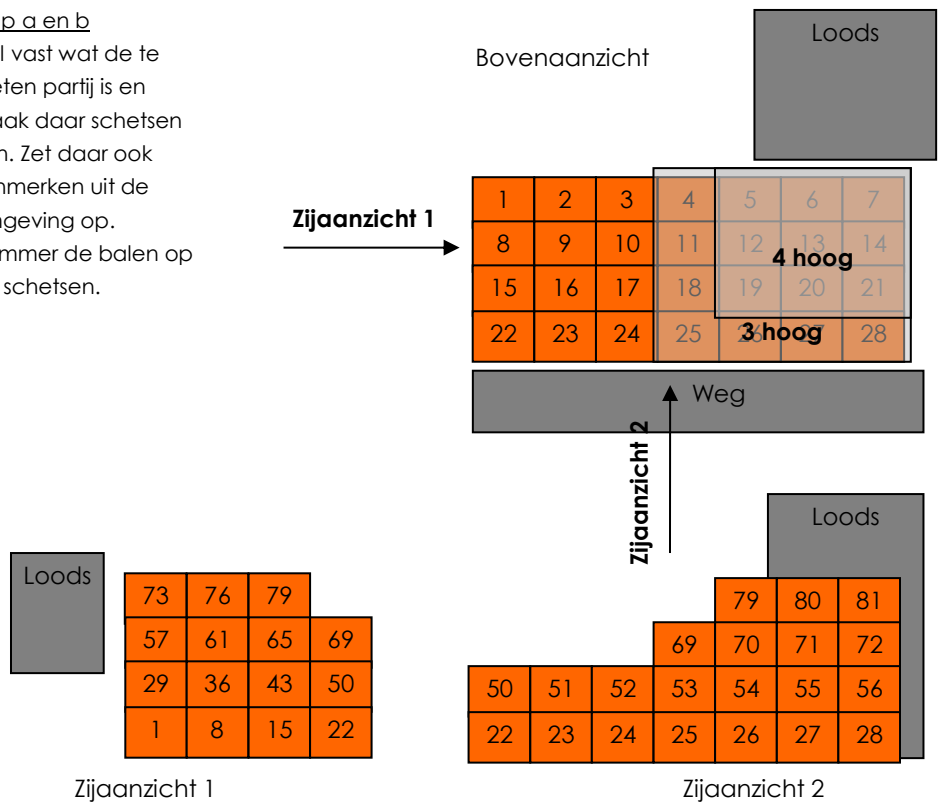 p a en b
l vast wat de te
ten partij is en
ak daar schetsen
n. Zet daar ook
nmerken uit de
ngeving op.
mmer de balen op
schetsen.
Bovenaanzicht
Loods
Zijaanzicht 1
1 2 3 4 5 6 7
8 9 10 11 12 13 14
4 hoog
15 16 17 18 19 20 21
22 23 24 25 26 27 28
3 hoog
Weg
Zijaanzicht 2
Loods
73 76 79
57 61 65 69
29 36 43 50
1 8 15 22
Zijaanzicht 1
Loods
79 80 81
69 70 71 72
50 51 52 53 54 55 56
22 23 24 25 26 27 28
Zijaanzicht 2